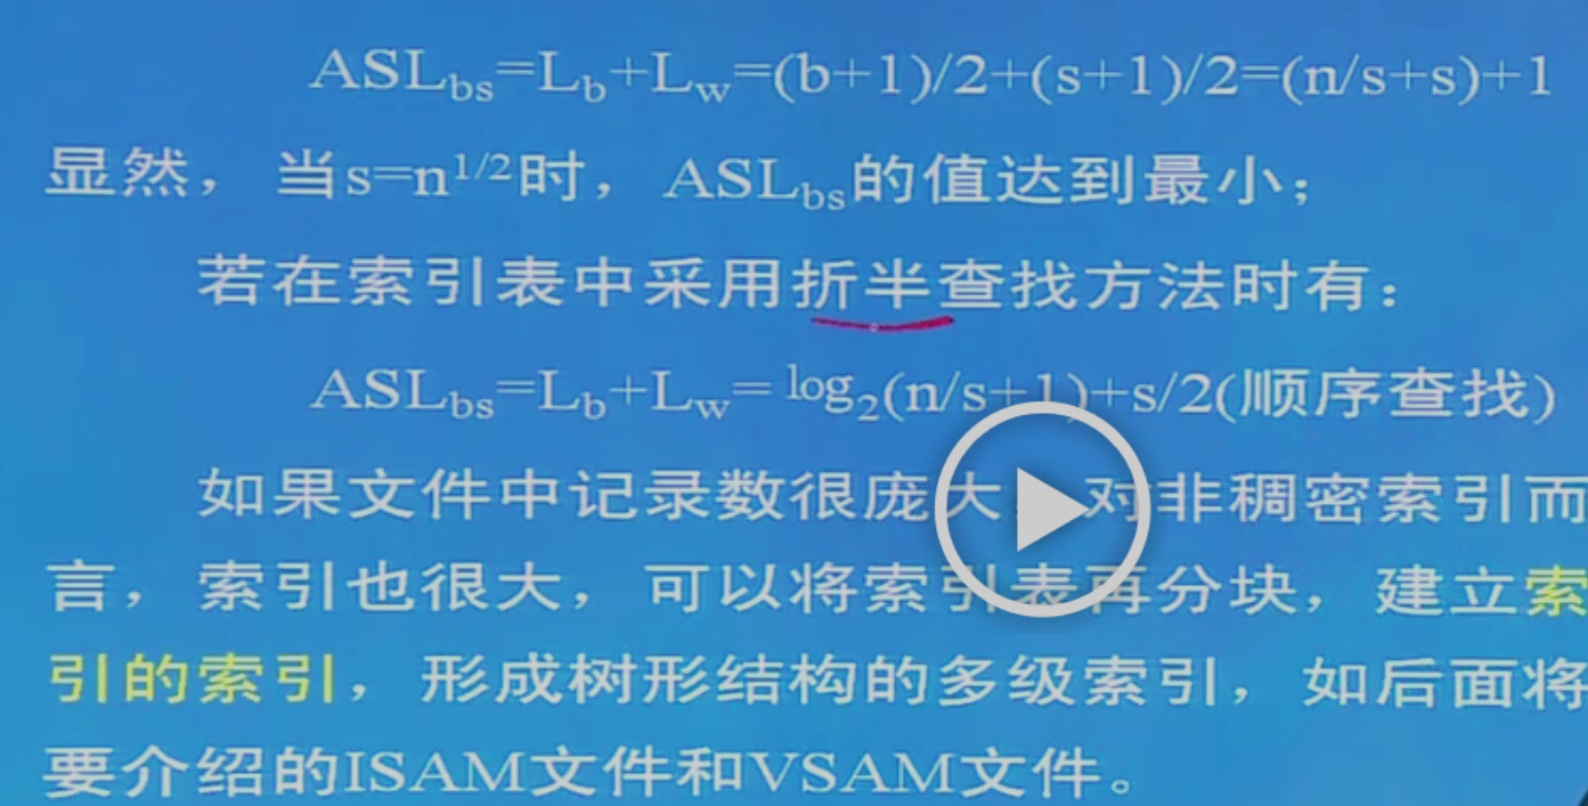 ASLbs=Lb+Lw=(b+1)/2+(s+1)/2=(n/s+s)+1
显然，当s=n1/2时，ASLbs的值达到最小；
若在索引表中采用折半查找方法时有：
ASLbs=Lb+Lw= log2(n/s+1)+s/2(顺序查找)
如果文件中记录数很庞大，对非稠密索引而
言，索引也很大，可以将索引表再分块，建立索
引的索引，形成树形结构的多级索引，如后面将
要介绍的ISAM文件和VSAM文件。